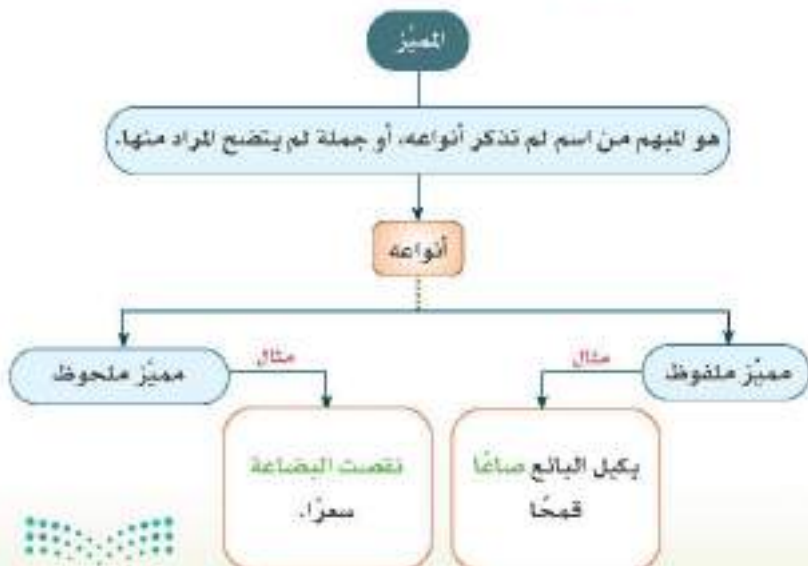 المميَّز
هو المبهم من اسم لم تذكر أنواعه، أو جملة لم يتضح المراد منها.
أنواعه
مميَّز ملفوظ
مثال
مثال
مميَّز ملحوظ
يكيل البائع صاعًا
قمحًا
نقصت البضاعة
سعرًا.